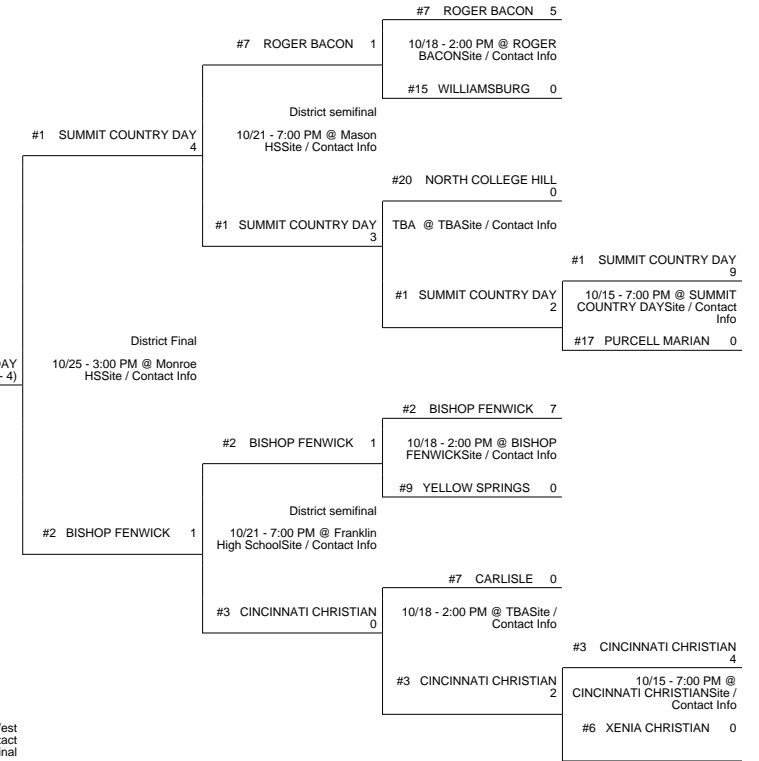 #7 ROGER BACON 5
#7 ROGER BACON 1
10/18 - 2:00 PM @ ROGER
BACONSite / Contact Info
#15 WILLIAMSBURG 0
District semifinal
#1 SUMMIT COUNTRY DAY
4
10/21 - 7:00 PM @ Mason
HSSite / Contact Info
#20 NORTH COLLEGE HILL
0
#1 SUMMIT COUNTRY DAY
3
TBA @ TBASite / Contact Info
#1 SUMMIT COUNTRY DAY
9
#1 SUMMIT COUNTRY DAY
2
10/15 - 7:00 PM @ SUMMIT
COUNTRY DAYSite / Contact
Info
#17 PURCELL MARIAN 0
District Final
AY
- 4)
10/25 - 3:00 PM @ Monroe
HSSite / Contact Info
#2 BISHOP FENWICK 7
#2 BISHOP FENWICK 1
10/18 - 2:00 PM @ BISHOP
FENWICKSite / Contact Info
#9 YELLOW SPRINGS 0
District semifinal
#2 BISHOP FENWICK 1
10/21 - 7:00 PM @ Franklin
High SchoolSite / Contact Info
#7 CARLISLE 0
#3 CINCINNATI CHRISTIAN
0
10/18 - 2:00 PM @ TBASite /
Contact Info
#3 CINCINNATI CHRISTIAN
4
#3 CINCINNATI CHRISTIAN
2
10/15 - 7:00 PM @
CINCINNATI CHRISTIANSite /
Contact Info
#6 XENIA CHRISTIAN 0
est
tact
inal